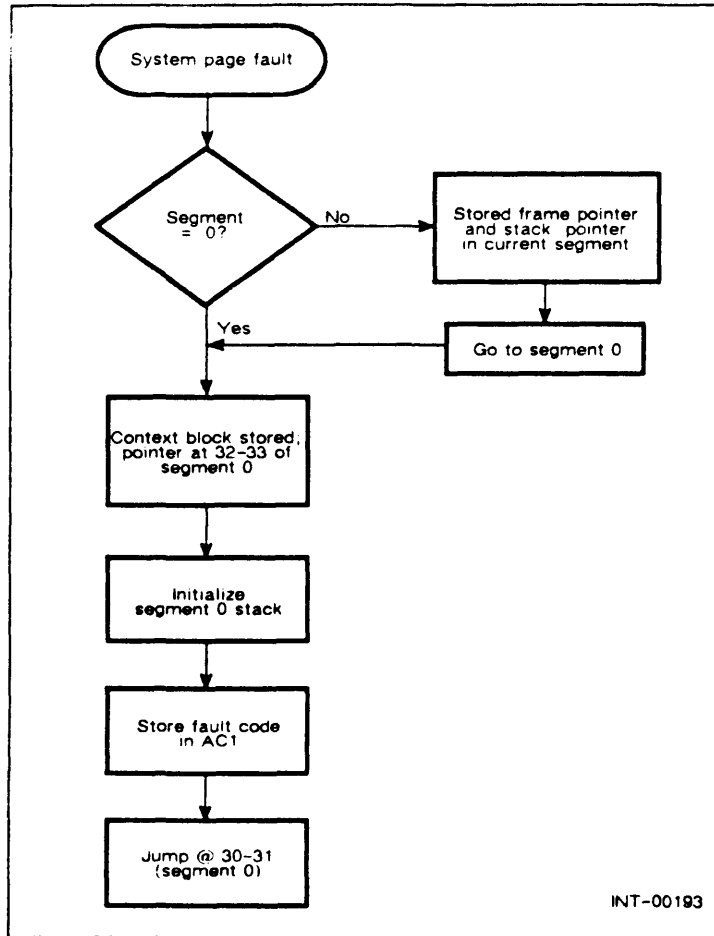 System page fault
Segment
= 0?
No
Stored frame pointer
and stack pointer
in current segment
Yes
Go to segment 0
Context block stored;
pointer at 32-33 of
segment 0
Initialize
segment 0 stack
Store fault code
in AC1
Jump @ 30-31
(segment 0)
INT-00193